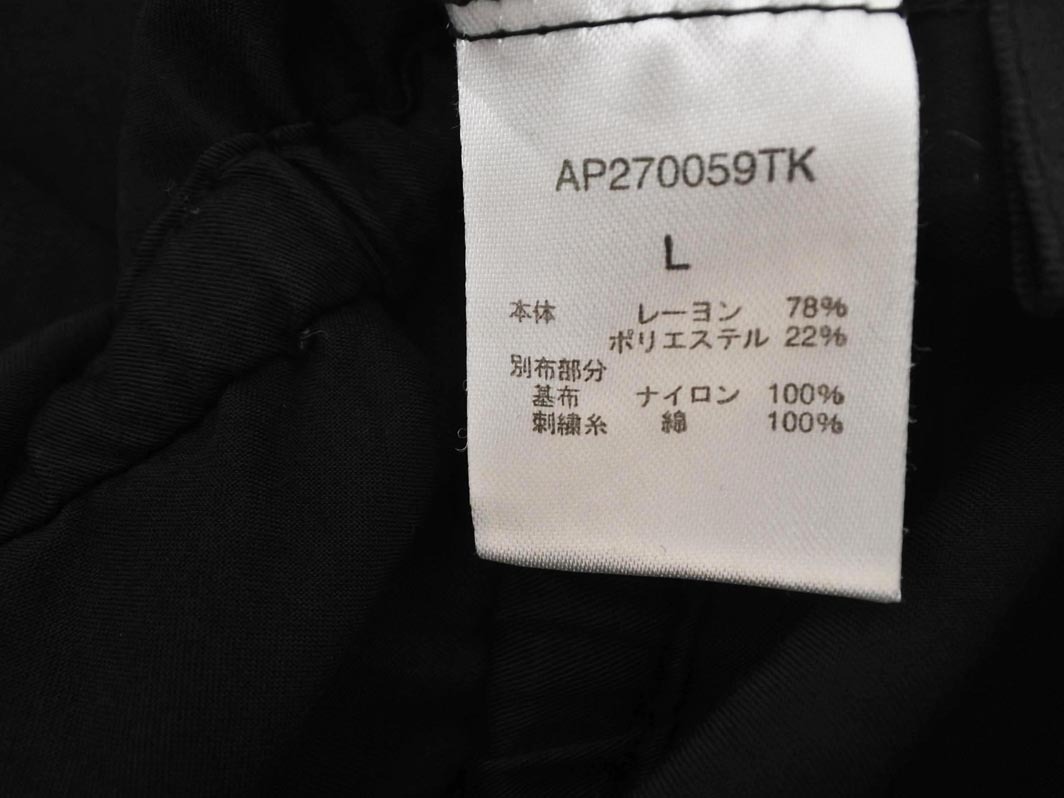 AP270059TK
L
本体 レーヨン 78%
ポリエステル 22%
別布部分
基布 ナイロン 100%
刺繍糸 綿 100%